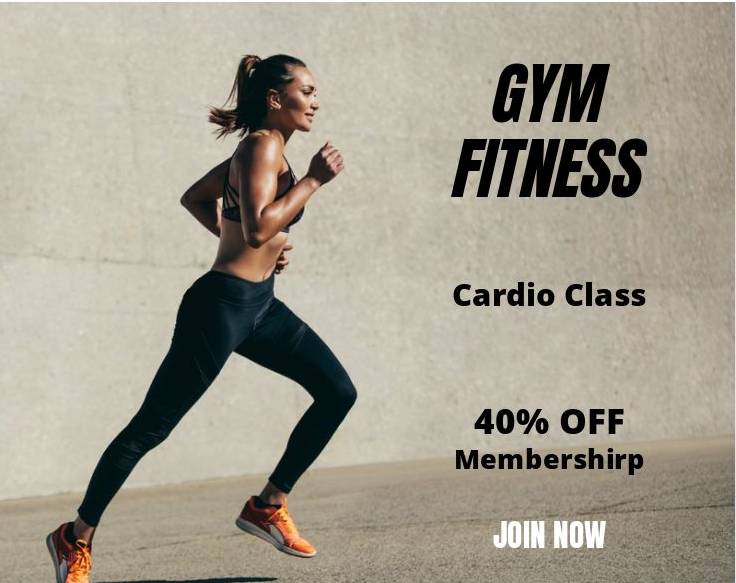 GYM
FITNESS
Cardio Class
40% OFF
Membershirp
JOIN NOW